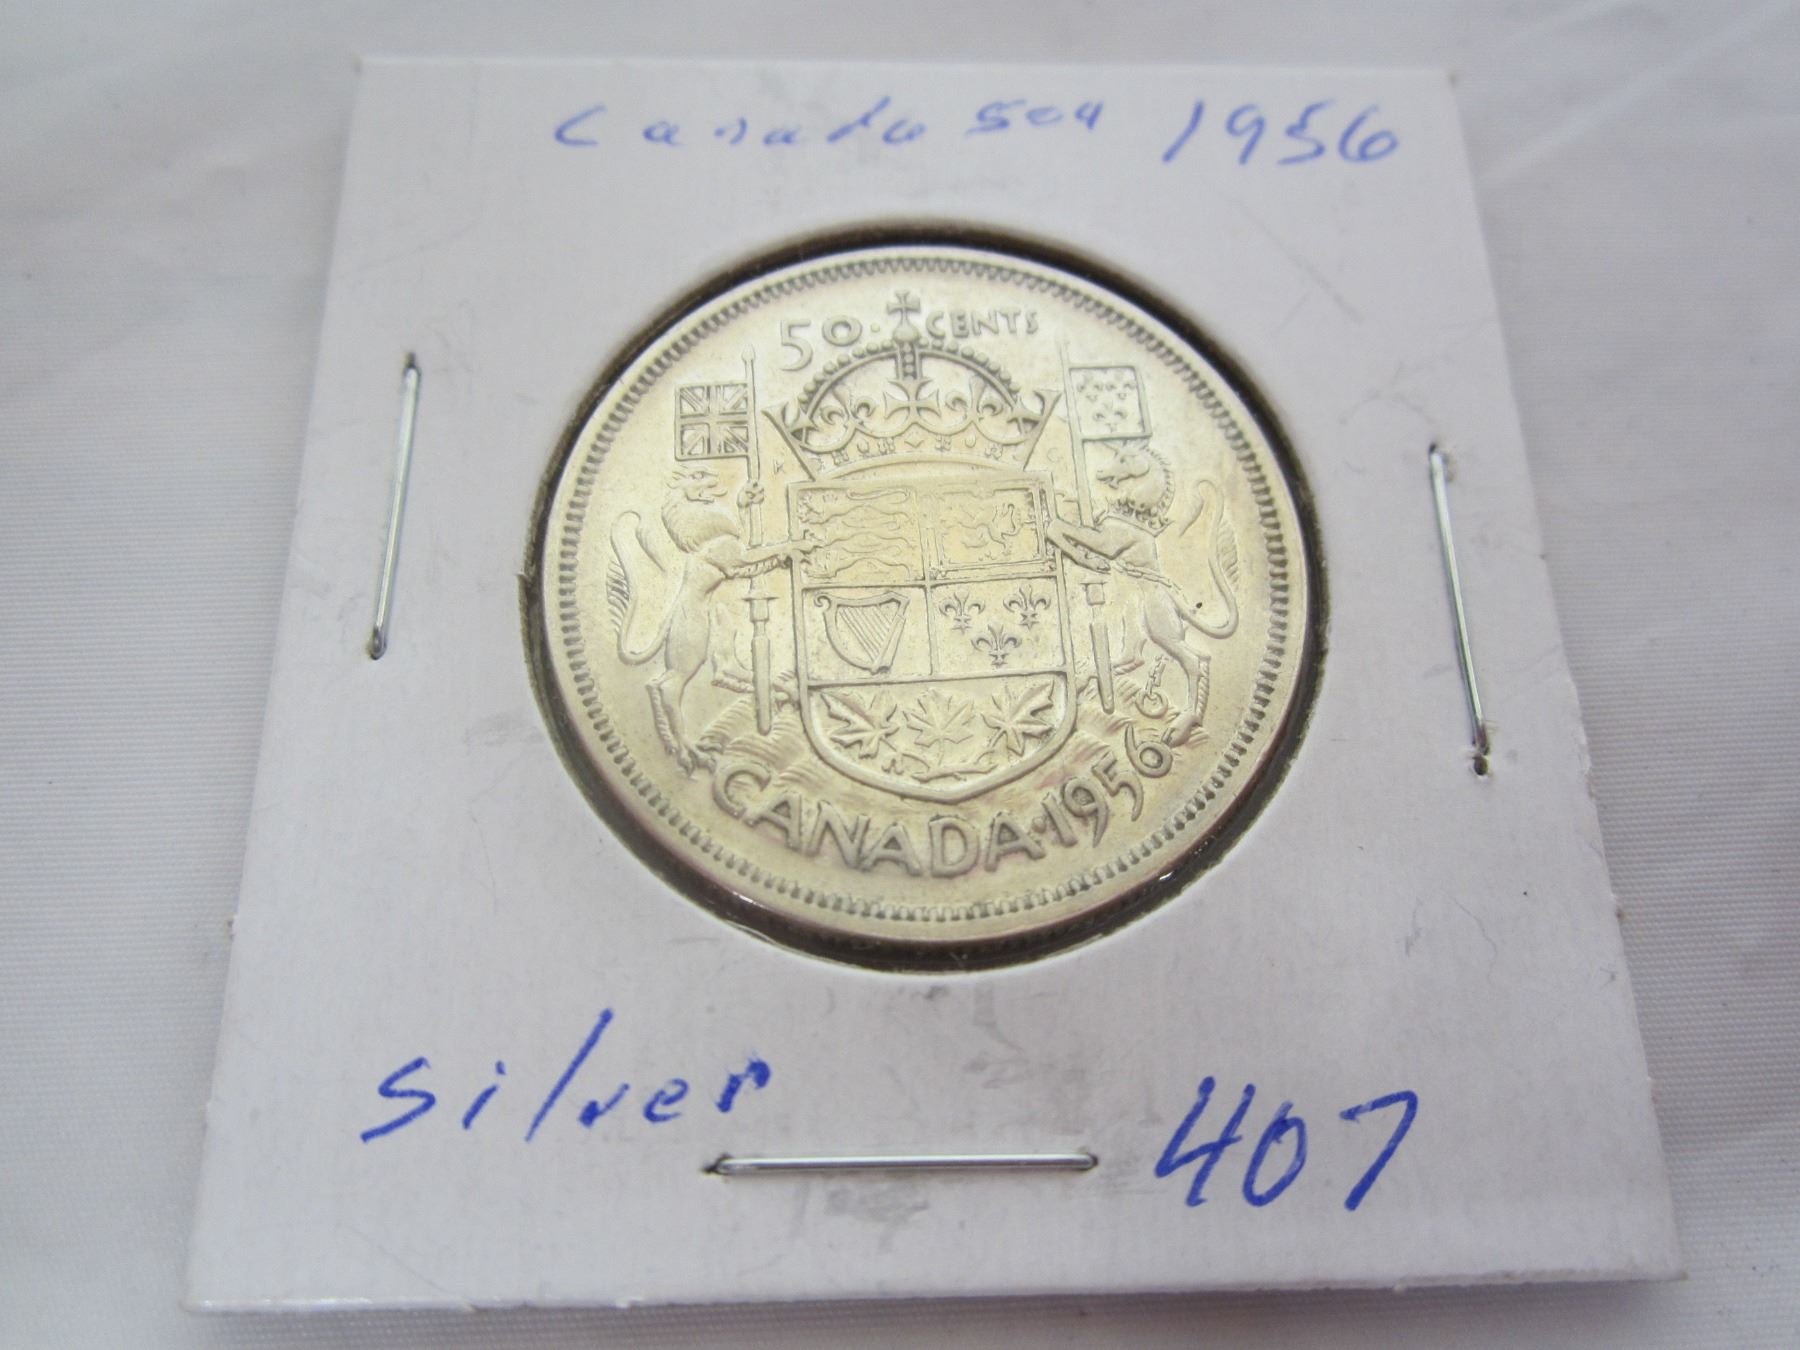 Canada 50¢ 1956
50 · CENTS
K G
CANADA · 1956
Silver 407